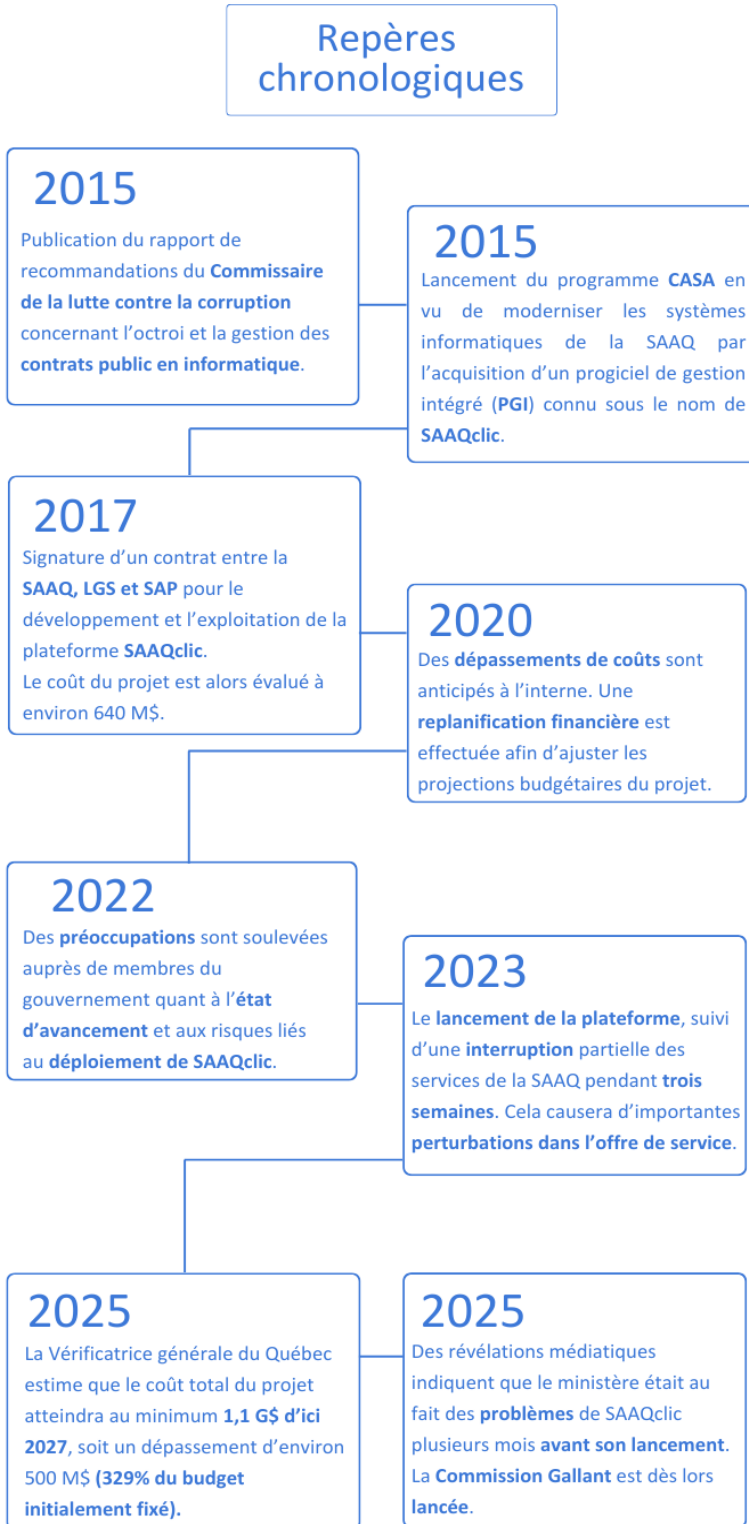 Repères
chronologiques
2015
Publication du rapport de
recommandations du Commissaire
de la lutte contre la corruption
concernant l’octroi et la gestion des
contrats public en informatique.
2015
Lancement du programme CASA en
vu de moderniser les systèmes
informatiques de la SAAQ par
l’acquisition d’un progiciel de gestion
intégré (PGI) connu sous le nom de
SAAQclic.
2017
Signature d’un contrat entre la
SAAQ, LGS et SAP pour le
développement et l’exploitation de la
plateforme SAAQclic.
Le coût du projet est alors évalué à
environ 640 M$.
2020
Des dépassements de coûts sont
anticipés à l’interne. Une
replanification financière est
effectuée afin d’ajuster les
projections budgétaires du projet.
2022
Des préoccupations sont soulevées
auprès de membres du
gouvernement quant à l’état
d’avancement et aux risques liés
au déploiement de SAAQclic.
2023
Le lancement de la plateforme, suivi
d’une interruption partielle des
services de la SAAQ pendant trois
semaines. Cela causera d’importantes
perturbations dans l’offre de service.
2025
La Vérificatrice générale du Québec
estime que le coût total du projet
atteindra au minimum 1,1 G$ d’ici
2027, soit un dépassement d’environ
500 M$ (329% du budget
initialement fixé).
2025
Des révélations médiatiques
indiquent que le ministère était au
fait des problèmes de SAAQclic
plusieurs mois avant son lancement.
La Commission Gallant est dès lors
lancée.